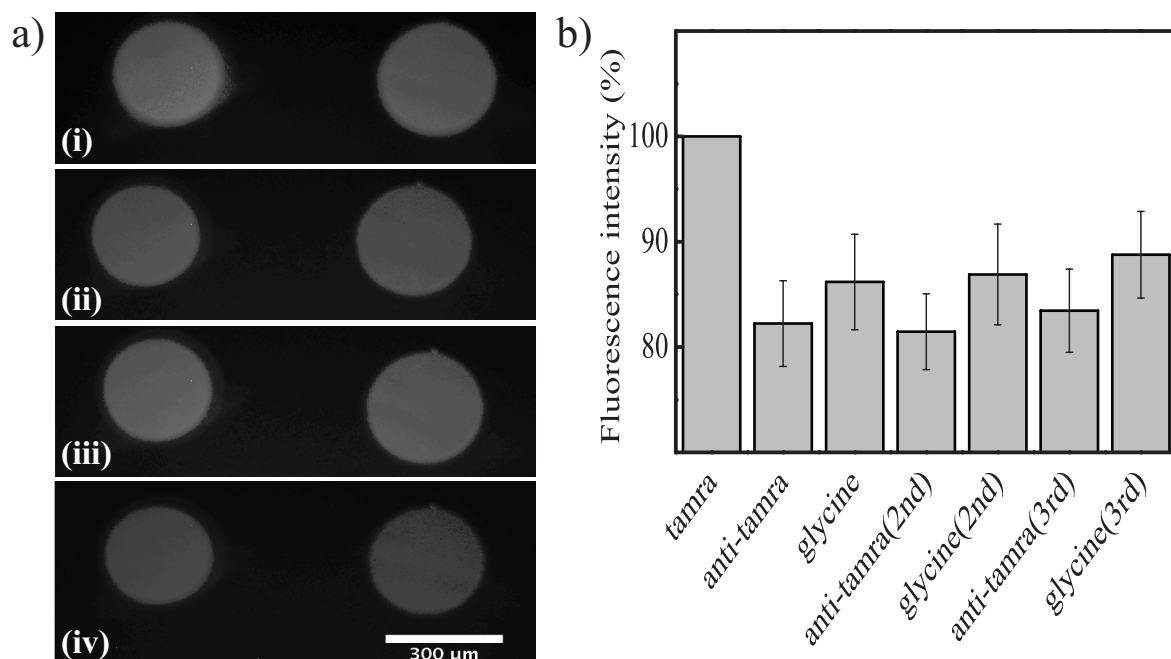 a)
(i)
(ii)
(iii)
(iv)
300 µm
b)
Fluorescence intensity (%)
100
90
80
tamra
anti-tamra
glycine
anti-tamra(2nd)
glycine(2nd)
anti-tamra(3rd)
glycine(3rd)